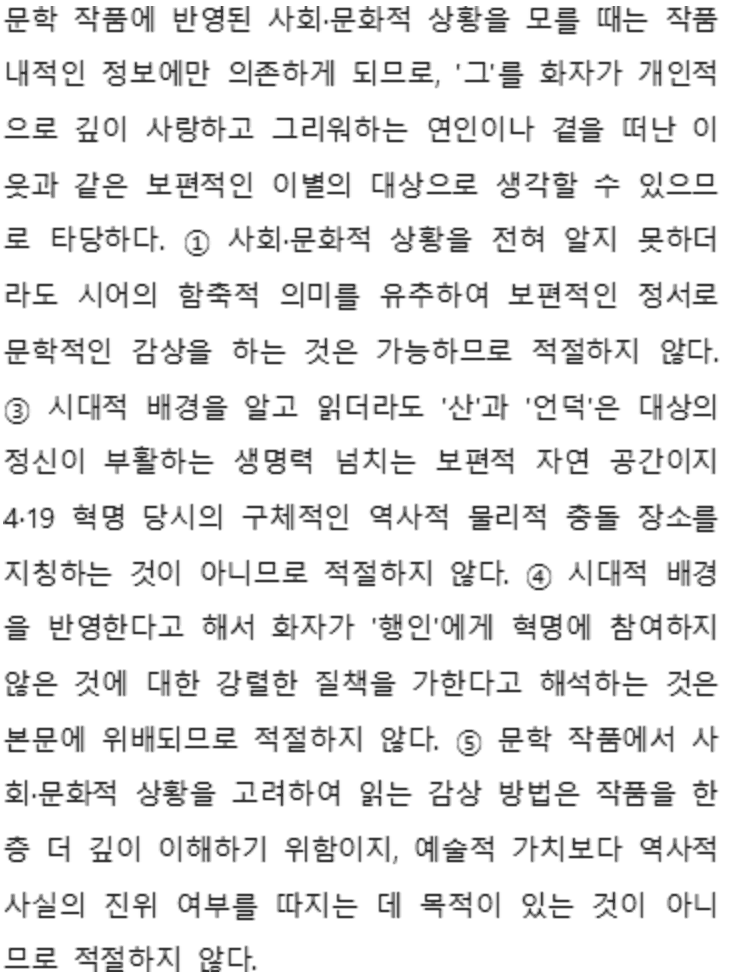 문학 작품에 반영된 사회·문화적 상황을 모를 때는 작품
내적인 정보에만 의존하게 되므로, '그'를 화자가 개인적
으로 깊이 사랑하고 그리워하는 연인이나 곁을 떠난 이
웃과 같은 보편적인 이별의 대상으로 생각할 수 있으므
로 타당하다. ① 사회·문화적 상황을 전혀 알지 못하더
라도 시어의 함축적 의미를 유추하여 보편적인 정서로
문학적인 감상을 하는 것은 가능하므로 적절하지 않다.
③ 시대적 배경을 알고 읽더라도 '산'과 '언덕'은 대상의
정신이 부활하는 생명력 넘치는 보편적 자연 공간이지
4·19 혁명 당시의 구체적인 역사적 물리적 충돌 장소를
지칭하는 것이 아니므로 적절하지 않다. ④ 시대적 배경
을 반영한다고 해서 화자가 '행인'에게 혁명에 참여하지
않은 것에 대한 강렬한 질책을 가한다고 해석하는 것은
본문에 위배되므로 적절하지 않다. ⑤ 문학 작품에서 사
회·문화적 상황을 고려하여 읽는 감상 방법은 작품을 한
층 더 깊이 이해하기 위함이지, 예술적 가치보다 역사적
사실의 진위 여부를 따지는 데 목적이 있는 것이 아니
므로 적절하지 않다.